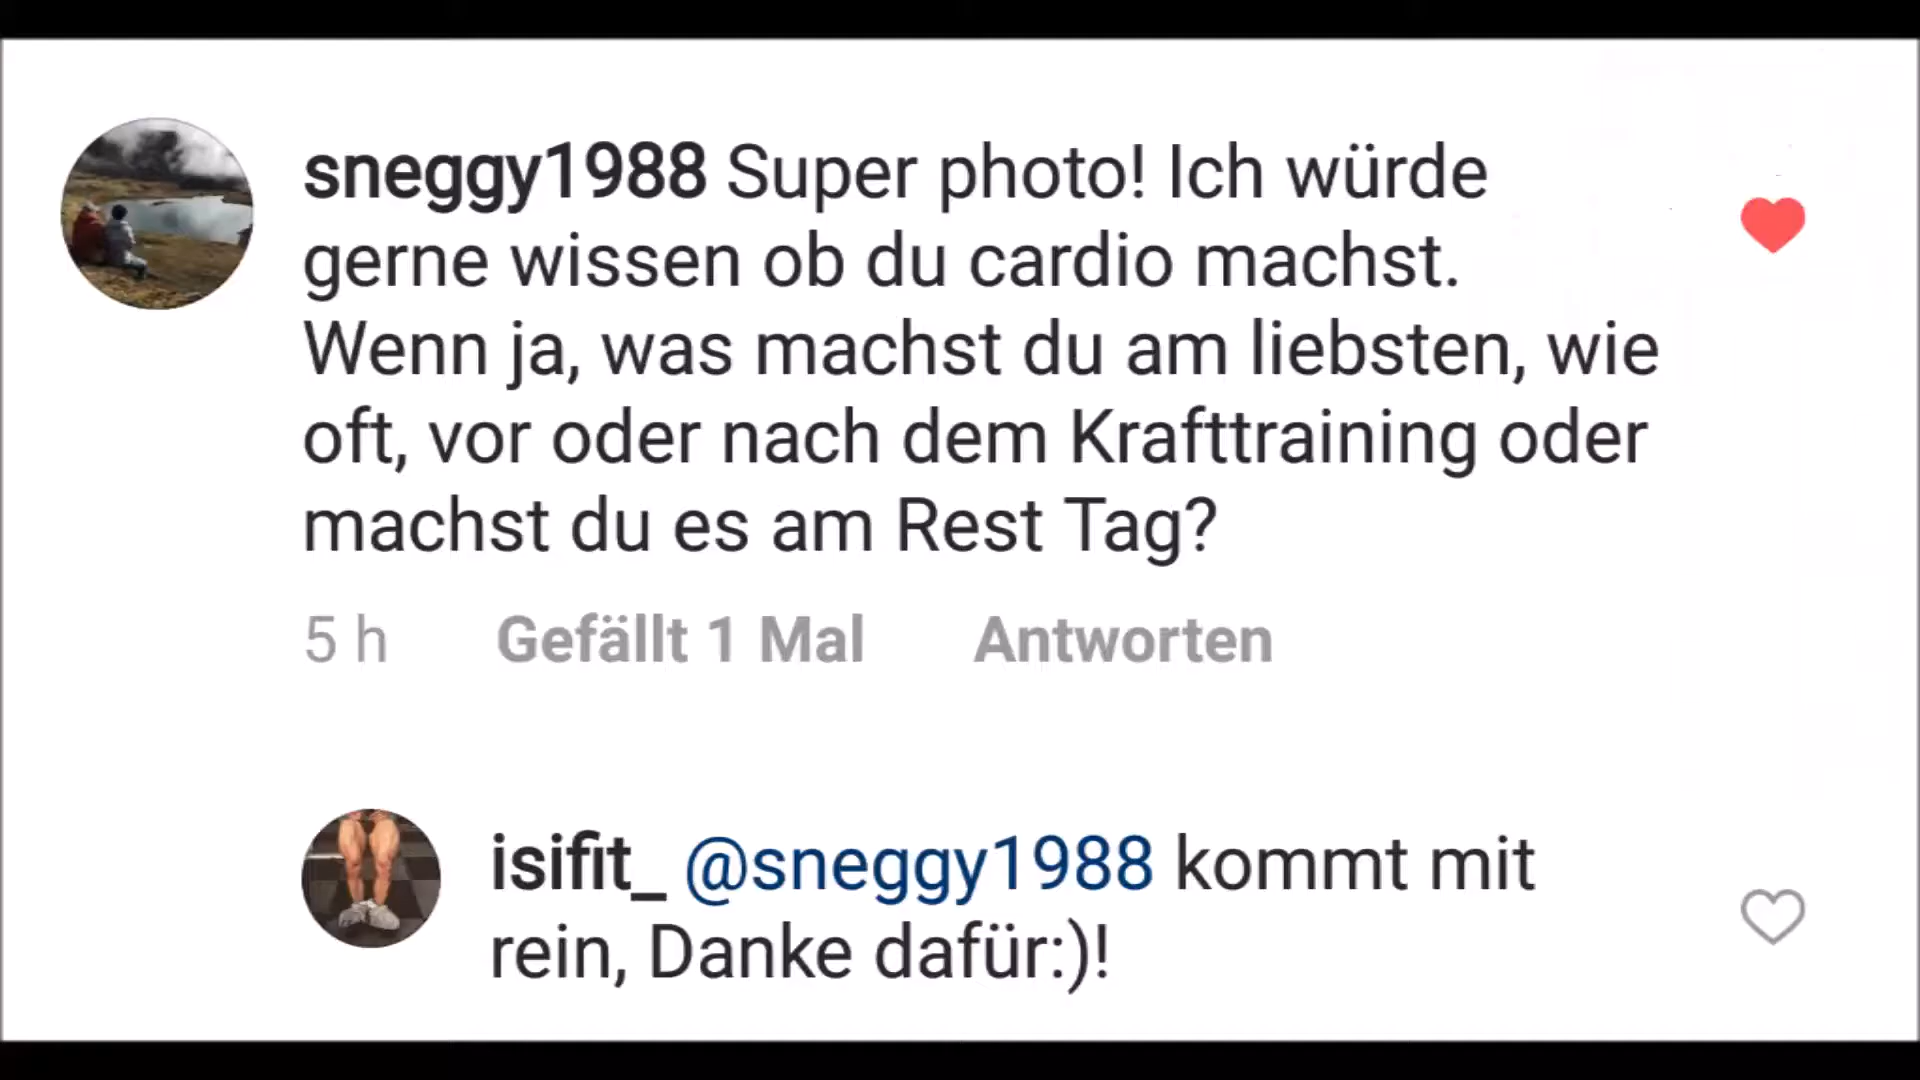 sneggy1988 Super photo! Ich würde
gerne wissen ob du cardio machst.
Wenn ja, was machst du am liebsten, wie
oft, vor oder nach dem Krafttraining oder
machst du es am Rest Tag?
5 h Gefällt 1 Mal Antworten
isifit_ @sneggy1988 kommt mit
rein, Danke dafür:)!